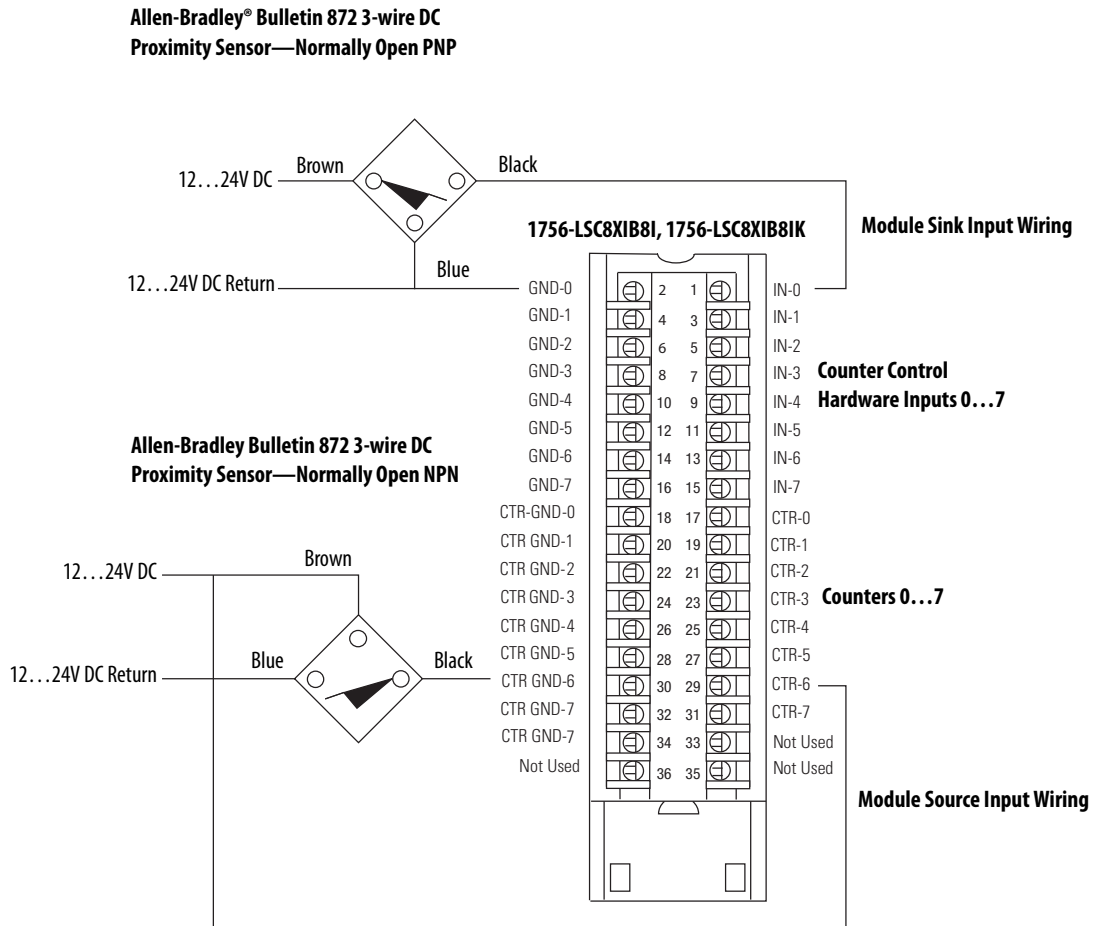 Allen-Bradley® Bulletin 872 3-wire DC
Proximity Sensor—Normally Open PNP
12…24V DC
Brown
Black
12…24V DC Return
Blue
1756-LSC8XIB8I, 1756-LSC8XIB8IK
Module Sink Input Wiring
GND-0 2 1 IN-0
GND-1 4 3 IN-1
GND-2 6 5 IN-2
GND-3 8 7 IN-3
GND-4 10 9 IN-4
GND-5 12 11 IN-5
GND-6 14 13 IN-6
GND-7 16 15 IN-7
CTR-GND-0 18 17 CTR-0
CTR GND-1 20 19 CTR-1
CTR GND-2 22 21 CTR-2
CTR GND-3 24 23 CTR-3
CTR GND-4 26 25 CTR-4
CTR GND-5 28 27 CTR-5
CTR GND-6 30 29 CTR-6
CTR GND-7 32 31 CTR-7
CTR GND-7 34 33 Not Used
Not Used 36 35 Not Used
Counter Control
Hardware Inputs 0…7
Counters 0…7
Allen-Bradley Bulletin 872 3-wire DC
Proximity Sensor—Normally Open NPN
12…24V DC
Brown
12…24V DC Return
Blue
Black
Module Source Input Wiring